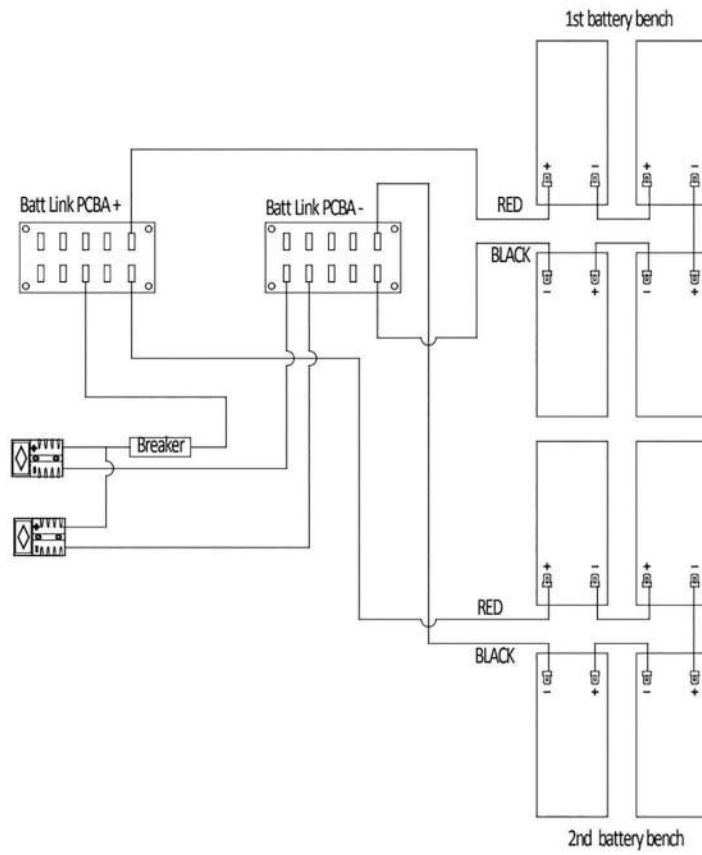 1st battery bench
+ - + -
Batt Link PCBA +
Batt Link PCBA -
RED
BLACK
- + - +
Breaker
+
-
+
-
+ - + -
RED
BLACK
- + - +
2nd battery bench